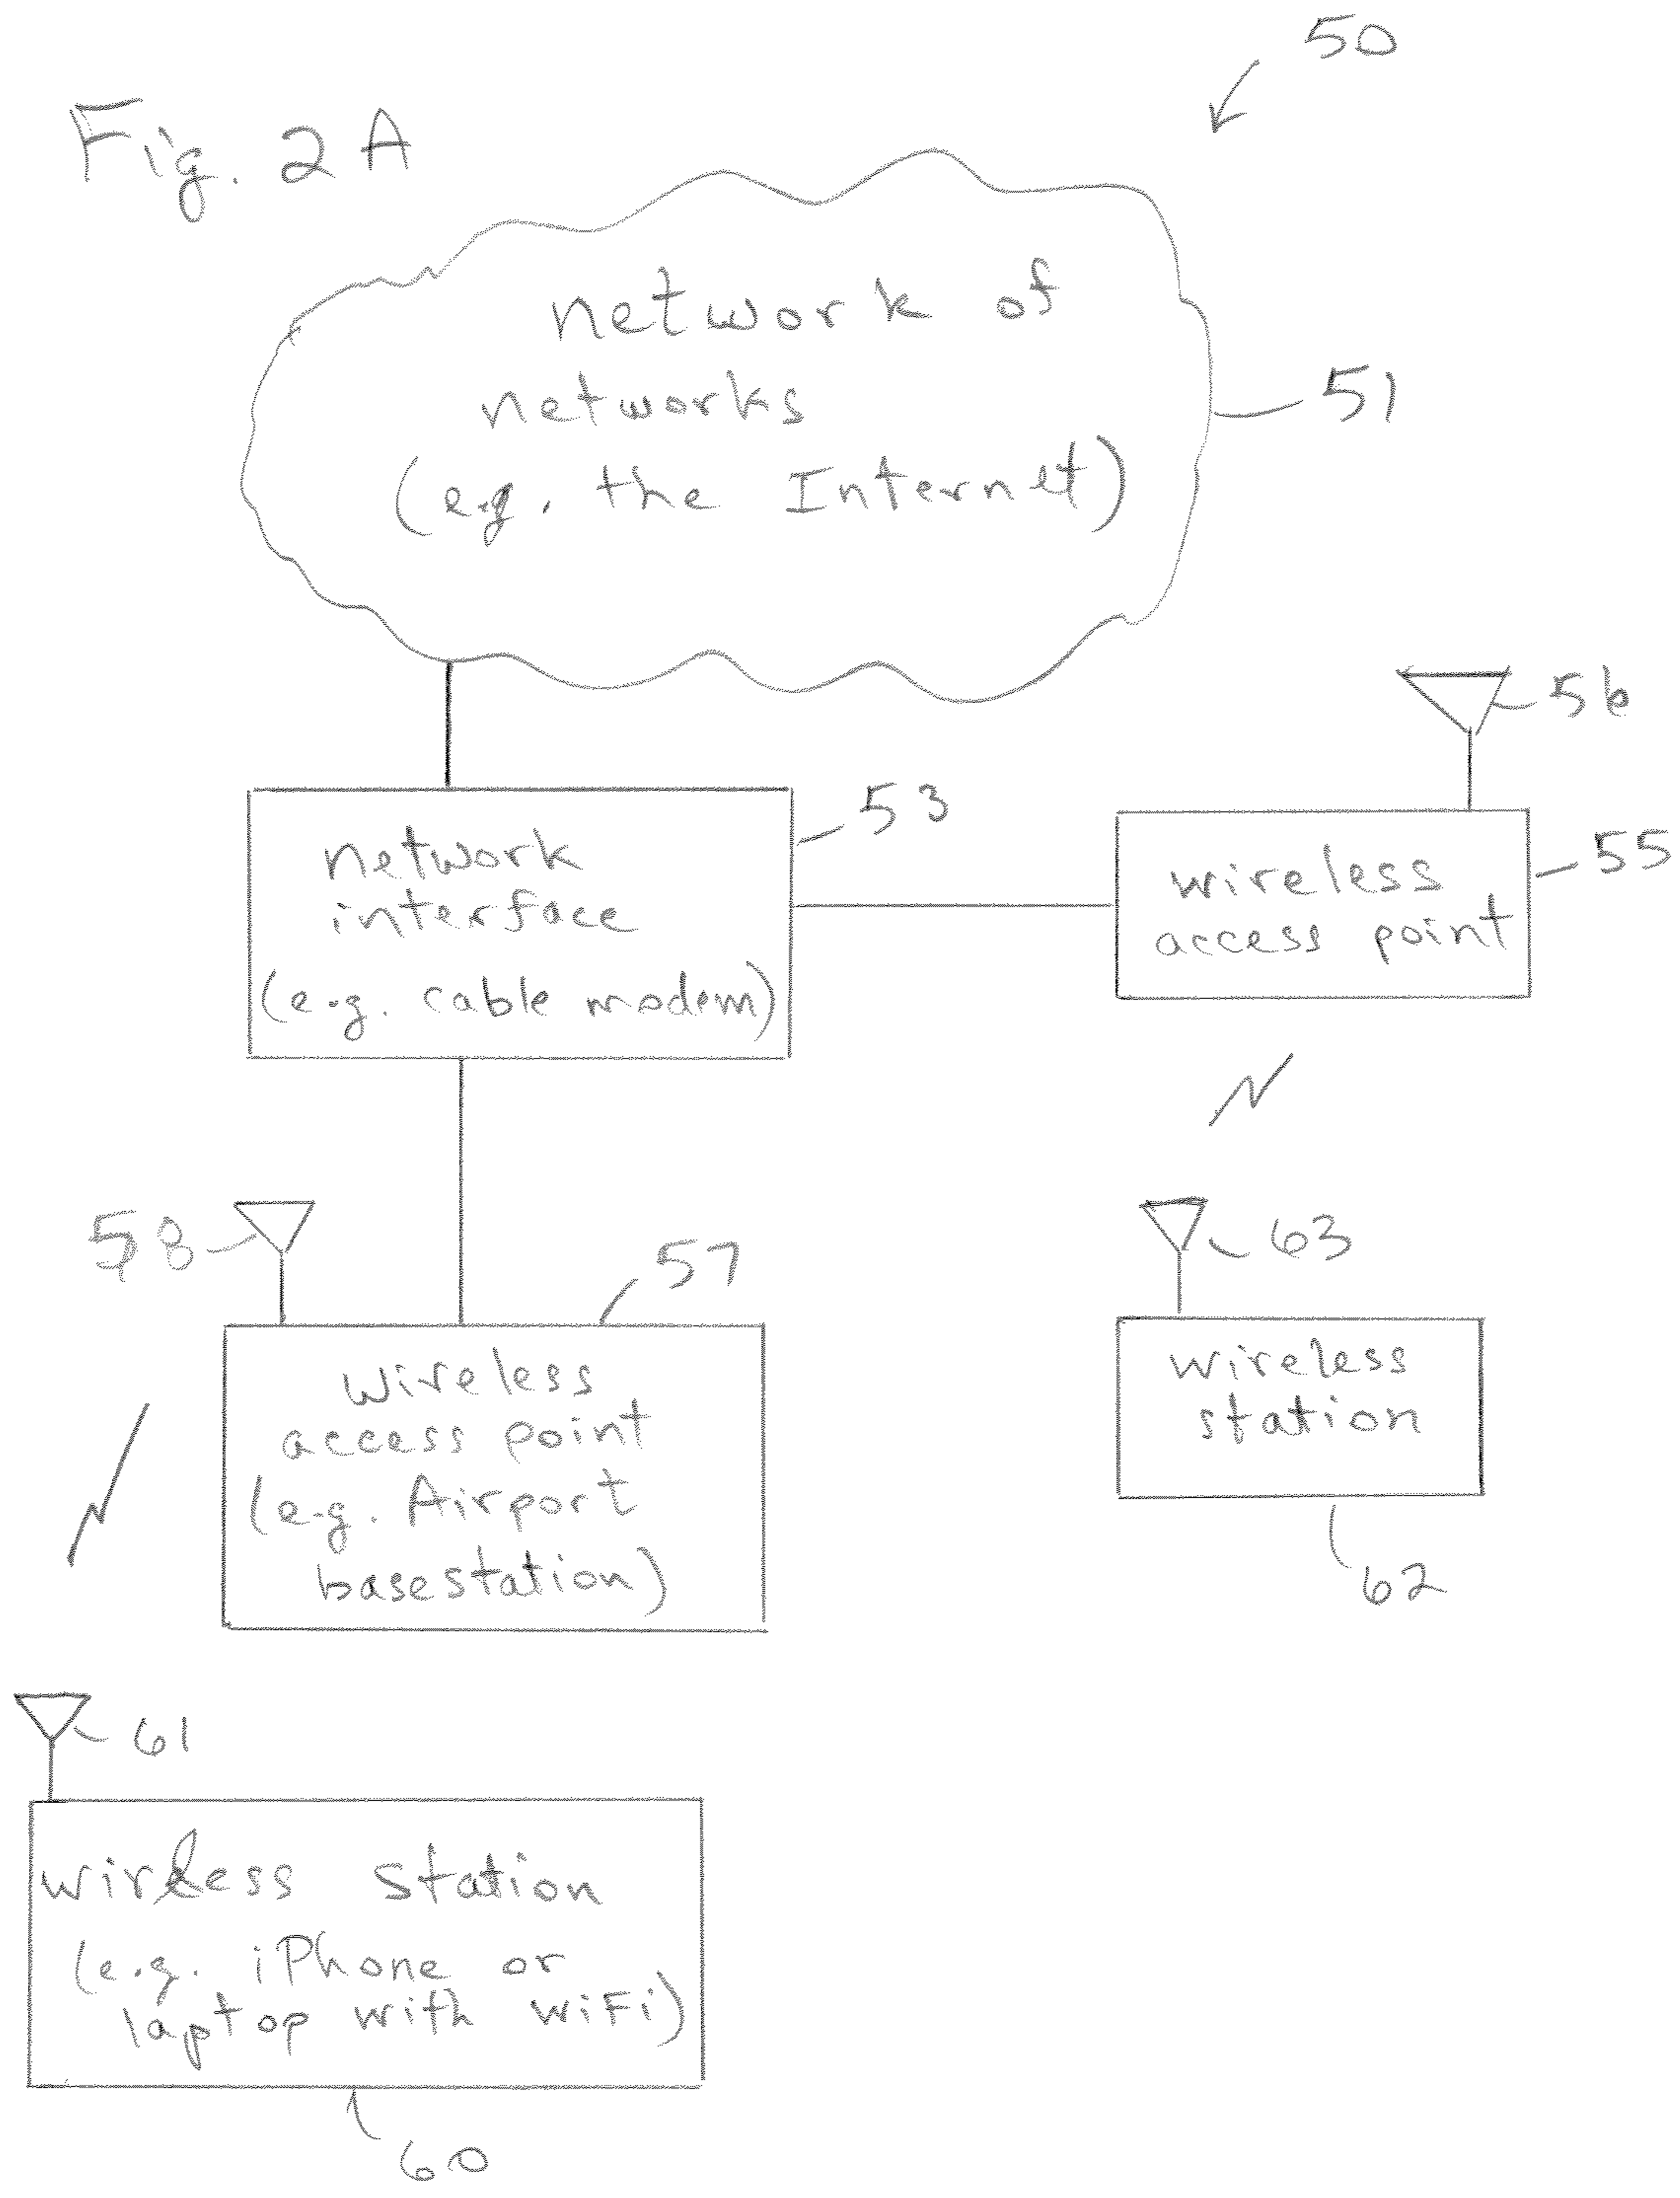 50
Fig. 2A
network of
networks
(e.g. the Internet)
51
56
53
network
interface
(e.g. cable modem)
55
wireless
access point
58
57
63
wireless
access point
(e.g. Airport
basestation)
wireless
station
62
61
wireless station
(e.g. iPhone or
laptop with WiFi)
60